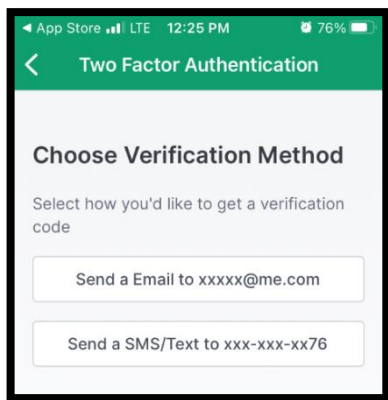 ◀ App Store LTE 12:25 PM 76%
Two Factor Authentication
Choose Verification Method
Select how you'd like to get a verification
code
Send a Email to xxxxx@me.com
Send a SMS/Text to xxx-xxx-xx76